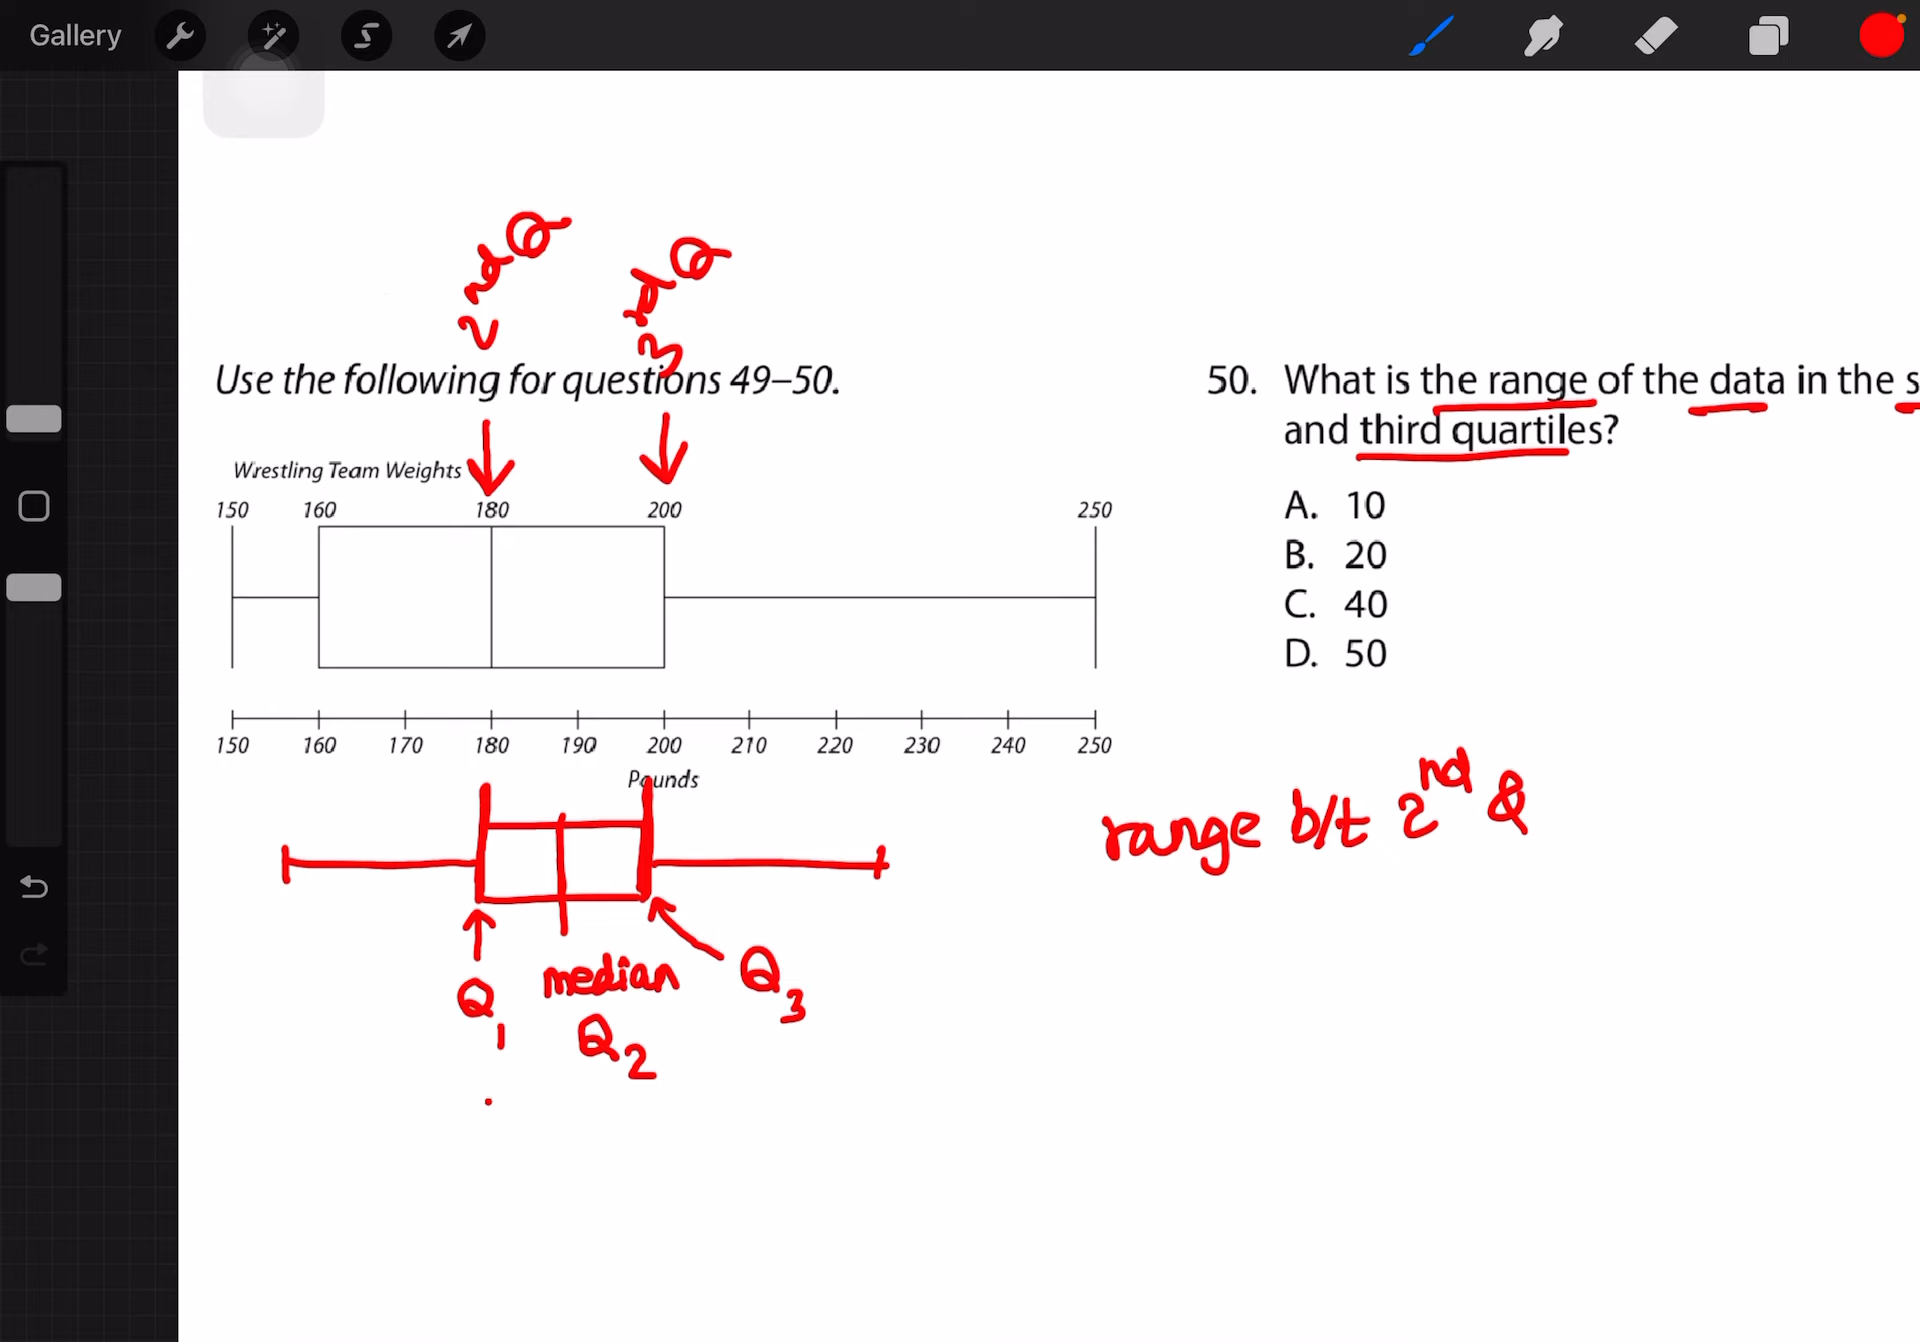 Gallery
2nd Q
3rd Q
Use the following for questions 49–50.
Wrestling Team Weights
150 160 180 200 250
150 160 170 180 190 200 210 220 230 240 250
Pounds
Q1
median
Q2
Q3
50. What is the range of the data in the s
and third quartiles?
A. 10
B. 20
C. 40
D. 50
range b/t 2nd &